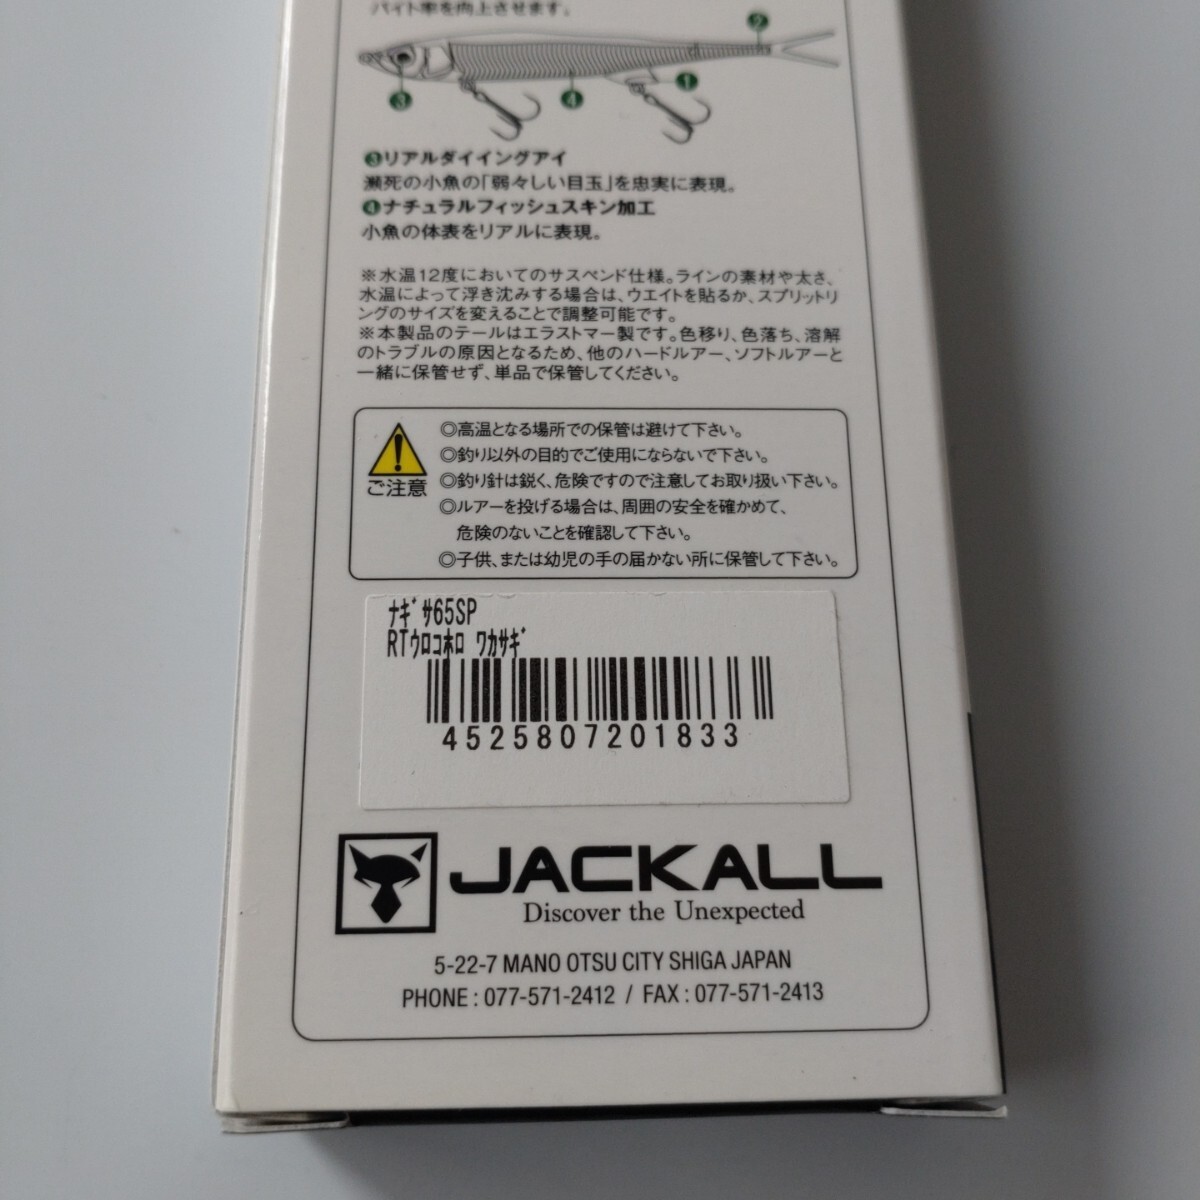 バイト率を向上させます。
2
1
3
4
❸リアルダイイングアイ
瀕死の小魚の「弱々しい目玉」を忠実に表現。
❹ナチュラルフィッシュスキン加工
小魚の体表をリアルに表現。
※水温12度においてのサスペンド仕様。ラインの素材や太さ、
水温によって浮き沈みする場合は、ウエイトを貼るか、スプリットリ
ングのサイズを変えることで調整可能です。
※本製品のテールはエラストマー製です。色移り、色落ち、溶解
のトラブルの原因となるため、他のハードルアー、ソフトルアーと
一緒に保管せず、単品で保管してください。
ご注意
◎高温となる場所での保管は避けて下さい。
◎釣り以外の目的でご使用にならないで下さい。
◎釣り針は鋭く、危険ですので注意してお取り扱い下さい。
◎ルアーを投げる場合は、周囲の安全を確かめて、
危険のないことを確認して下さい。
◎子供、または幼児の手の届かない所に保管して下さい。
ﾅｷﾞｻ65SP
RTｳﾛｺﾎﾛ ﾜｶｻｷﾞ
4525807201833
JACKALL
Discover the Unexpected
5-22-7 MANO OTSU CITY SHIGA JAPAN
PHONE : 077-571-2412 / FAX : 077-571-2413